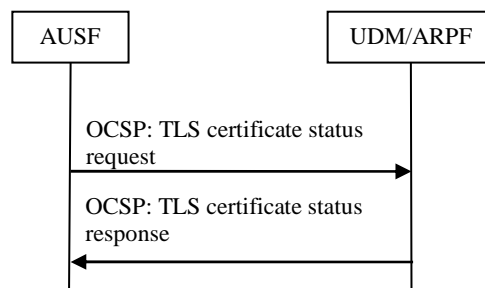 AUSF
UDM/ARPF
OCSP: TLS certificate status
request
OCSP: TLS certificate status
response